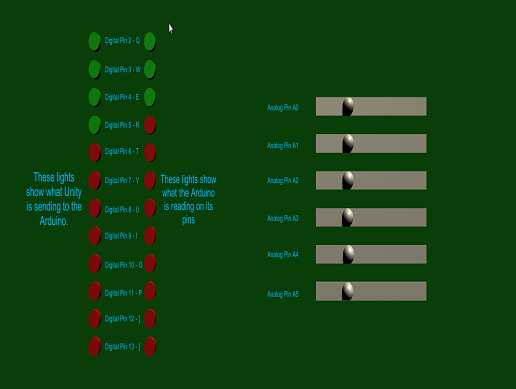 Digital Pin 2 - Q
Digital Pin 3 - W
Digital Pin 4 - E
Digital Pin 5 - R
Digital Pin 6 - T
Digital Pin 7 - Y
Digital Pin 8 - U
Digital Pin 9 - I
Digital Pin 10 - O
Digital Pin 11 - P
Digital Pin 12 - [
Digital Pin 13 - ]
These lights
show what Unity
is sending to the
Arduino.
These lights show
what the Arduino
is reading on its
pins
Analog Pin A0
Analog Pin A1
Analog Pin A2
Analog Pin A3
Analog Pin A4
Analog Pin A5